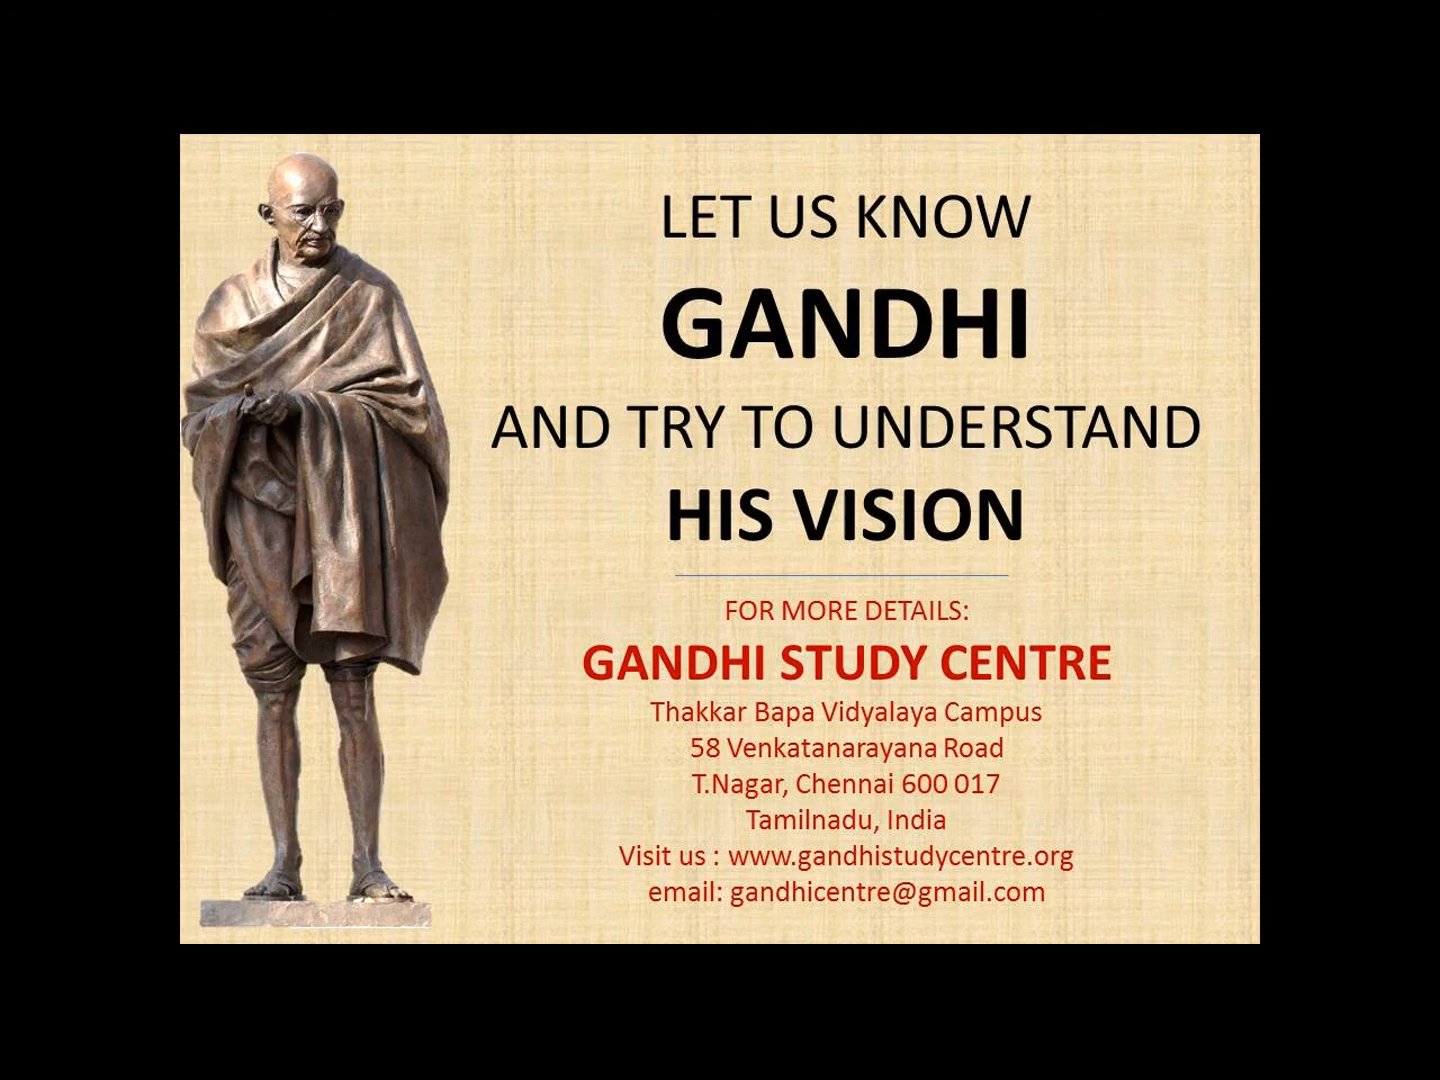 LET US KNOW
GANDHI
AND TRY TO UNDERSTAND
HIS VISION
FOR MORE DETAILS:
GANDHI STUDY CENTRE
Thakkar Bapa Vidyalaya Campus
58 Venkatanarayana Road
T.Nagar, Chennai 600 017
Tamilnadu, India
Visit us : www.gandhistudycentre.org
email: gandhicentre@gmail.com